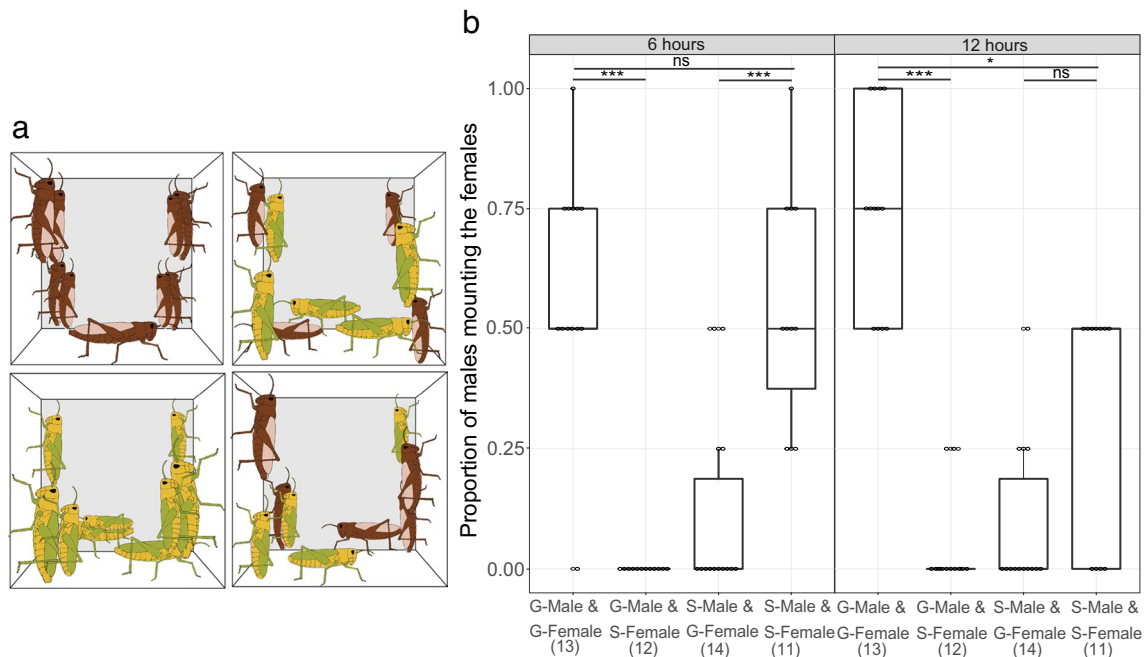 a
b
6 hours
12 hours
ns
*
***
***
***
ns
Proportion of males mounting the females
1.00
0.75
0.50
0.25
0.00
G-Male &
G-Female
(13)
G-Male &
S-Female
(12)
S-Male &
G-Female
(14)
S-Male &
S-Female
(11)
G-Male &
G-Female
(13)
G-Male &
S-Female
(12)
S-Male &
G-Female
(14)
S-Male &
S-Female
(11)